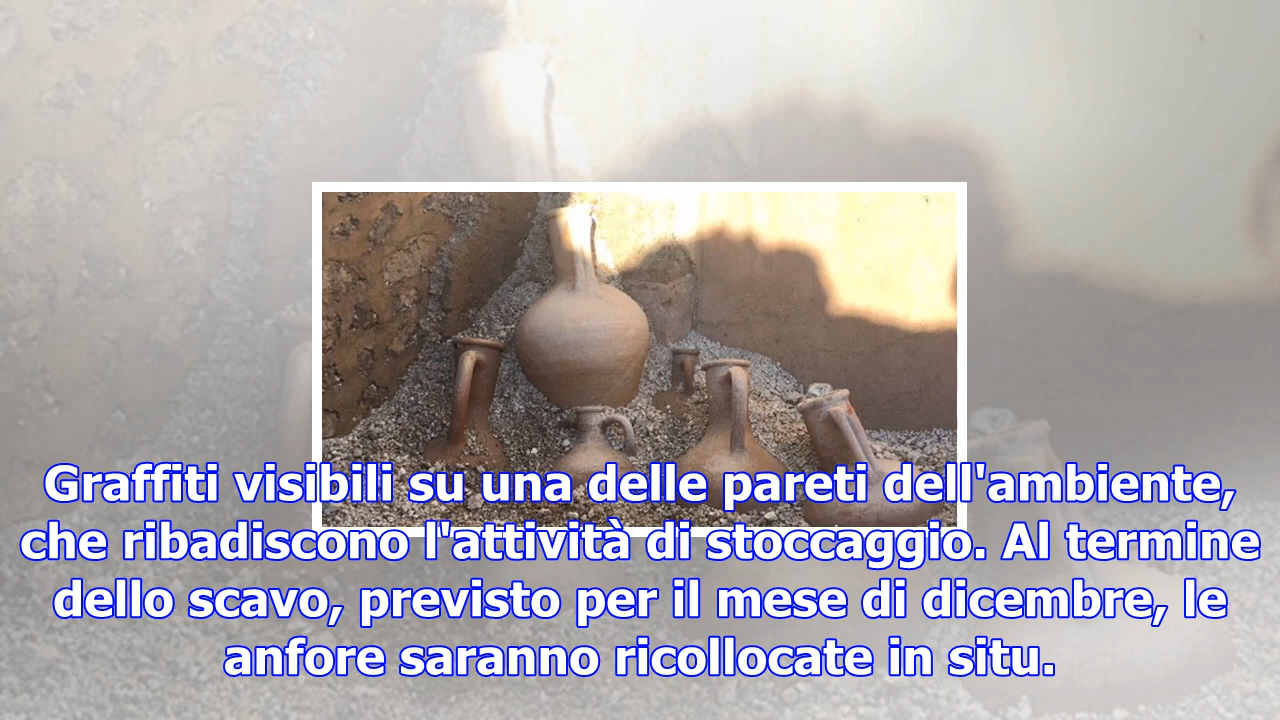 Graffiti visibili su una delle pareti dell'ambiente,
che ribadiscono l'attività di stoccaggio. Al termine
dello scavo, previsto per il mese di dicembre, le
anfore saranno ricollocate in situ.